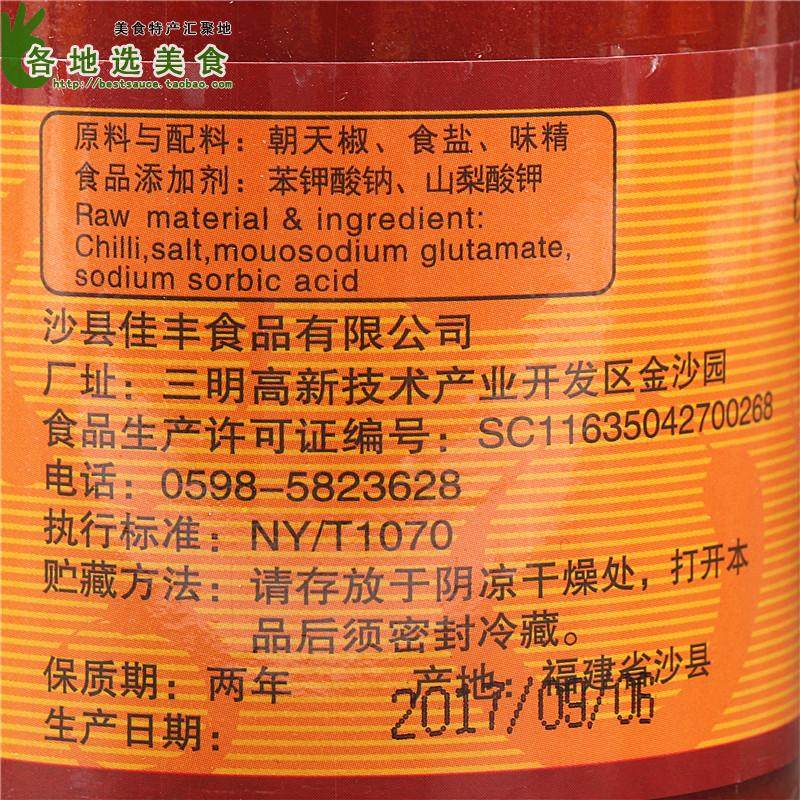 美食特产汇聚地
各地选美食
http://bestsauce.taobao.com
原料与配料：朝天椒、食盐、味精
食品添加剂：苯钾酸钠、山梨酸钾
Raw material & ingredient:
Chilli,salt,mouosodium glutamate,
sodium sorbic acid
沙县佳丰食品有限公司
厂址：三明高新技术产业开发区金沙园
食品生产许可证编号：SC11635042700268
电话：0598-5823628
执行标准：NY/T1070
贮藏方法：请存放于阴凉干燥处，打开本
品后须密封冷藏。
保质期：两年 产地：福建省沙县
生产日期：
2017/09/06